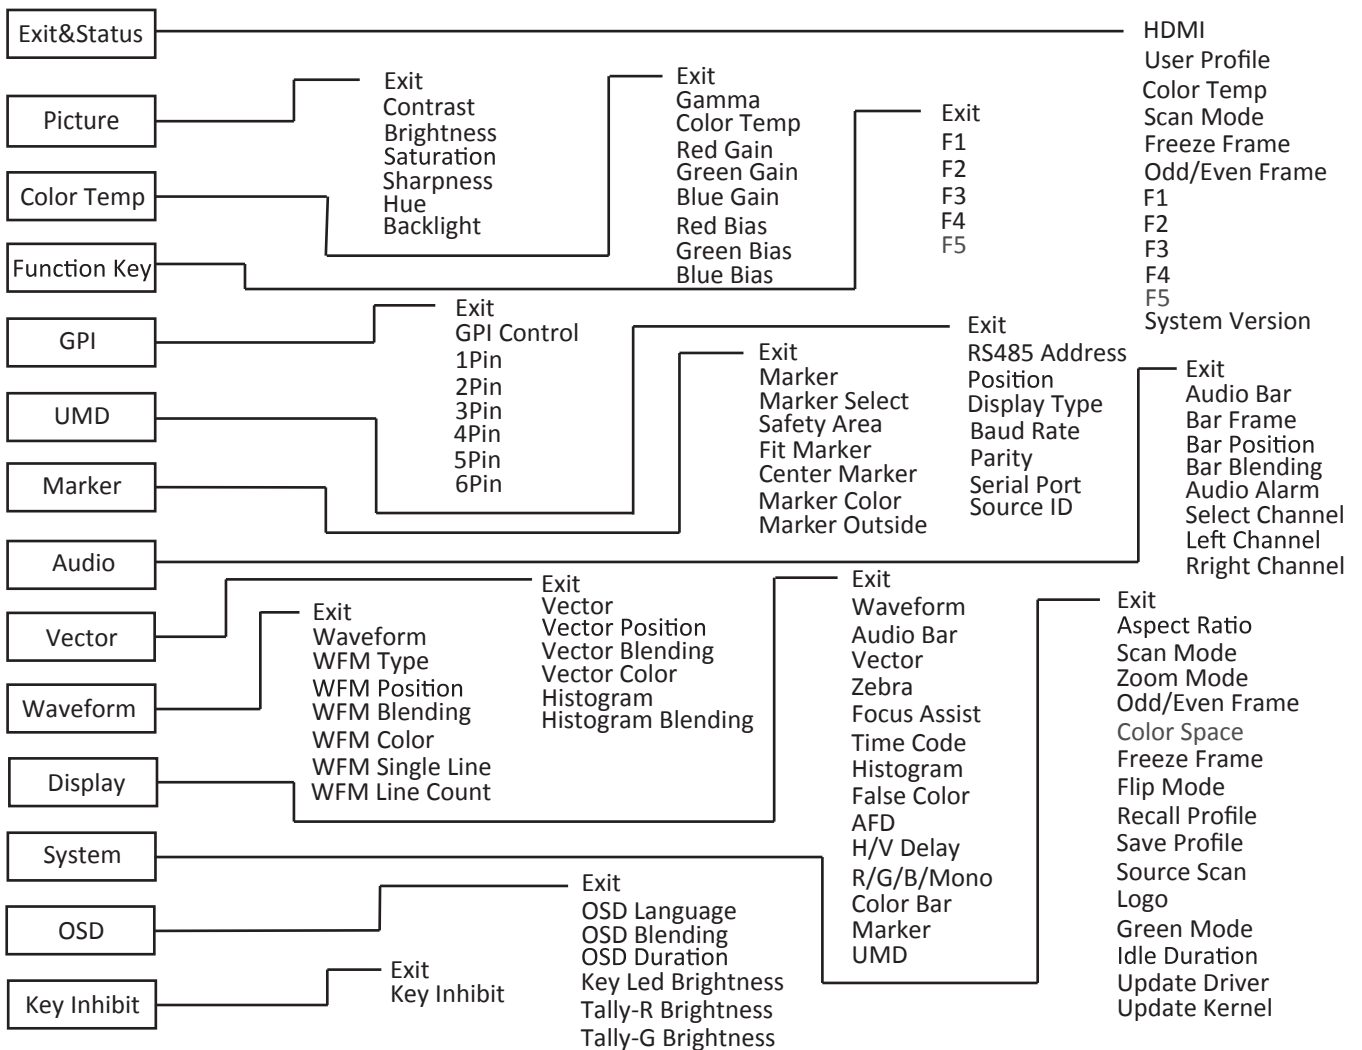 Exit&Status
HDMI
User Profile
Color Temp
Scan Mode
Freeze Frame
Odd/Even Frame
F1
F2
F3
F4
F5
System Version
Picture
Exit
Contrast
Brightness
Saturation
Sharpness
Hue
Backlight
Color Temp
Exit
Gamma
Color Temp
Red Gain
Green Gain
Blue Gain
Red Bias
Green Bias
Blue Bias
Function Key
Exit
F1
F2
F3
F4
F5
GPI
Exit
GPI Control
1Pin
2Pin
3Pin
4Pin
5Pin
6Pin
UMD
Exit
RS485 Address
Position
Display Type
Baud Rate
Parity
Serial Port
Source ID
Marker
Exit
Marker
Marker Select
Safety Area
Fit Marker
Center Marker
Marker Color
Marker Outside
Audio
Exit
Audio Bar
Bar Frame
Bar Position
Bar Blending
Audio Alarm
Select Channel
Left Channel
Rright Channel
Vector
Exit
Vector
Vector Position
Vector Blending
Vector Color
Histogram
Histogram Blending
Waveform
Exit
Waveform
WFM Type
WFM Position
WFM Blending
WFM Color
WFM Single Line
WFM Line Count
Display
Exit
Waveform
Audio Bar
Vector
Zebra
Focus Assist
Time Code
Histogram
False Color
AFD
H/V Delay
R/G/B/Mono
Color Bar
Marker
UMD
System
Exit
Aspect Ratio
Scan Mode
Zoom Mode
Odd/Even Frame
Color Space
Freeze Frame
Flip Mode
Recall Profile
Save Profile
Source Scan
Logo
Green Mode
Idle Duration
Update Driver
Update Kernel
OSD
Exit
OSD Language
OSD Blending
OSD Duration
Key Led Brightness
Tally-R Brightness
Tally-G Brightness
Key Inhibit
Exit
Key Inhibit